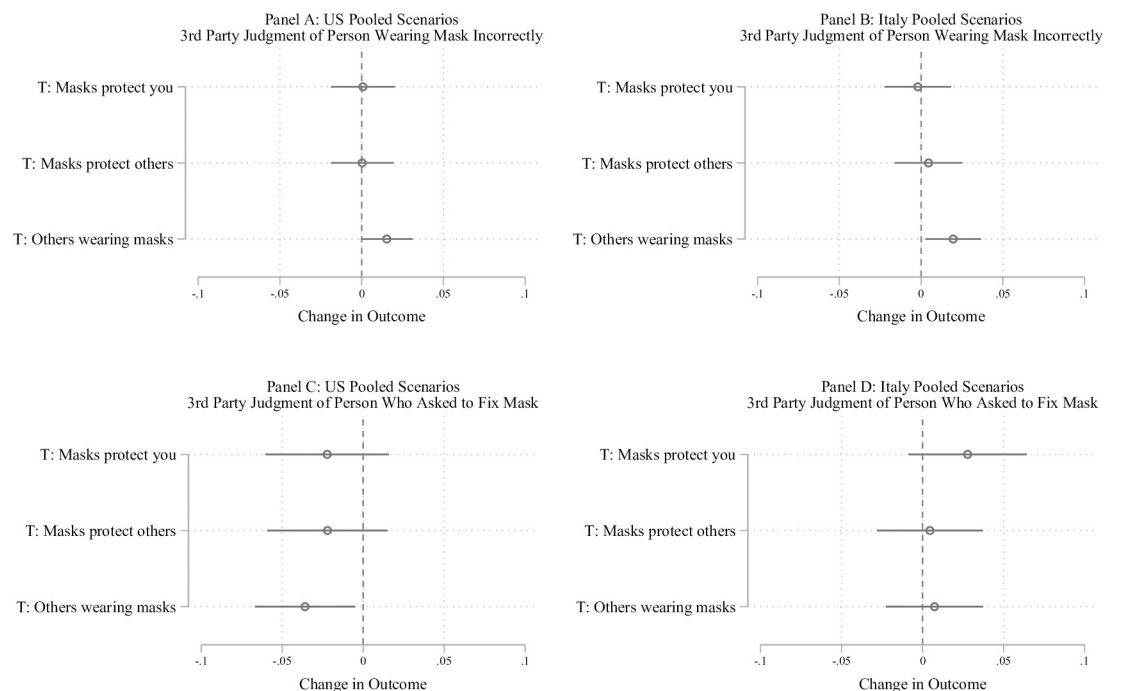 Panel A: US Pooled Scenarios
3rd Party Judgment of Person Wearing Mask Incorrectly
T: Masks protect you
T: Masks protect others
T: Others wearing masks
-.1 -.05 0 .05 .1
Change in Outcome
Panel B: Italy Pooled Scenarios
3rd Party Judgment of Person Wearing Mask Incorrectly
T: Masks protect you
T: Masks protect others
T: Others wearing masks
-.1 -.05 0 .05 .1
Change in Outcome
Panel C: US Pooled Scenarios
3rd Party Judgment of Person Who Asked to Fix Mask
T: Masks protect you
T: Masks protect others
T: Others wearing masks
-.1 -.05 0 .05 .1
Change in Outcome
Panel D: Italy Pooled Scenarios
3rd Party Judgment of Person Who Asked to Fix Mask
T: Masks protect you
T: Masks protect others
T: Others wearing masks
-.1 -.05 0 .05 .1
Change in Outcome